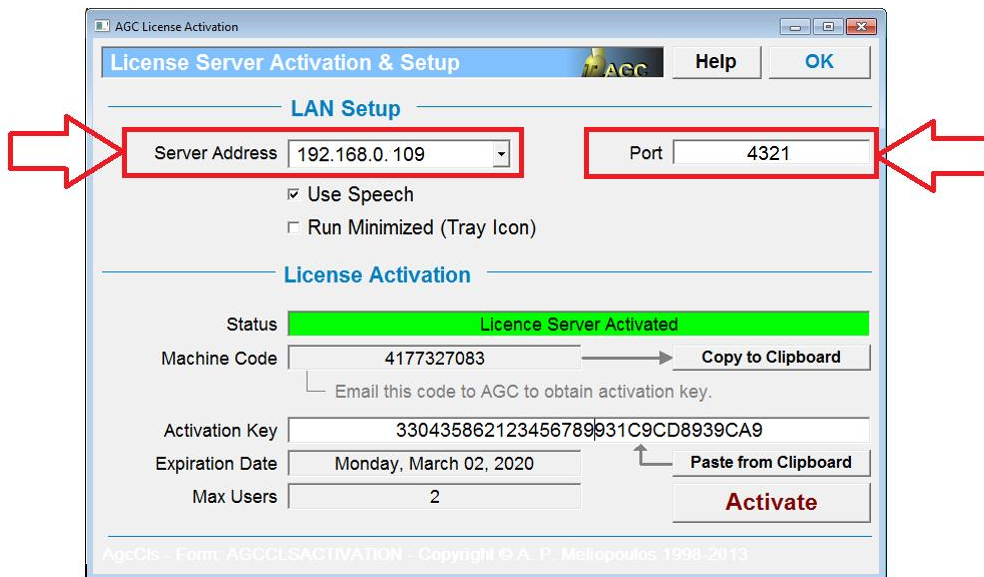 AGC License Activation
License Server Activation & Setup
AGC
Help
OK
LAN Setup
Server Address 192.168.0.109
Port 4321
Use Speech
Run Minimized (Tray Icon)
License Activation
Status Licence Server Activated
Machine Code 4177327083
Copy to Clipboard
Email this code to AGC to obtain activation key.
Activation Key 330435862123456789931C9CD8939CA9
Expiration Date Monday, March 02, 2020
Paste from Clipboard
Max Users 2
Activate
AgcCls - Form: AGCCLSACTIVATION - Copyright © A. P. Meliopoulos 1998-2013